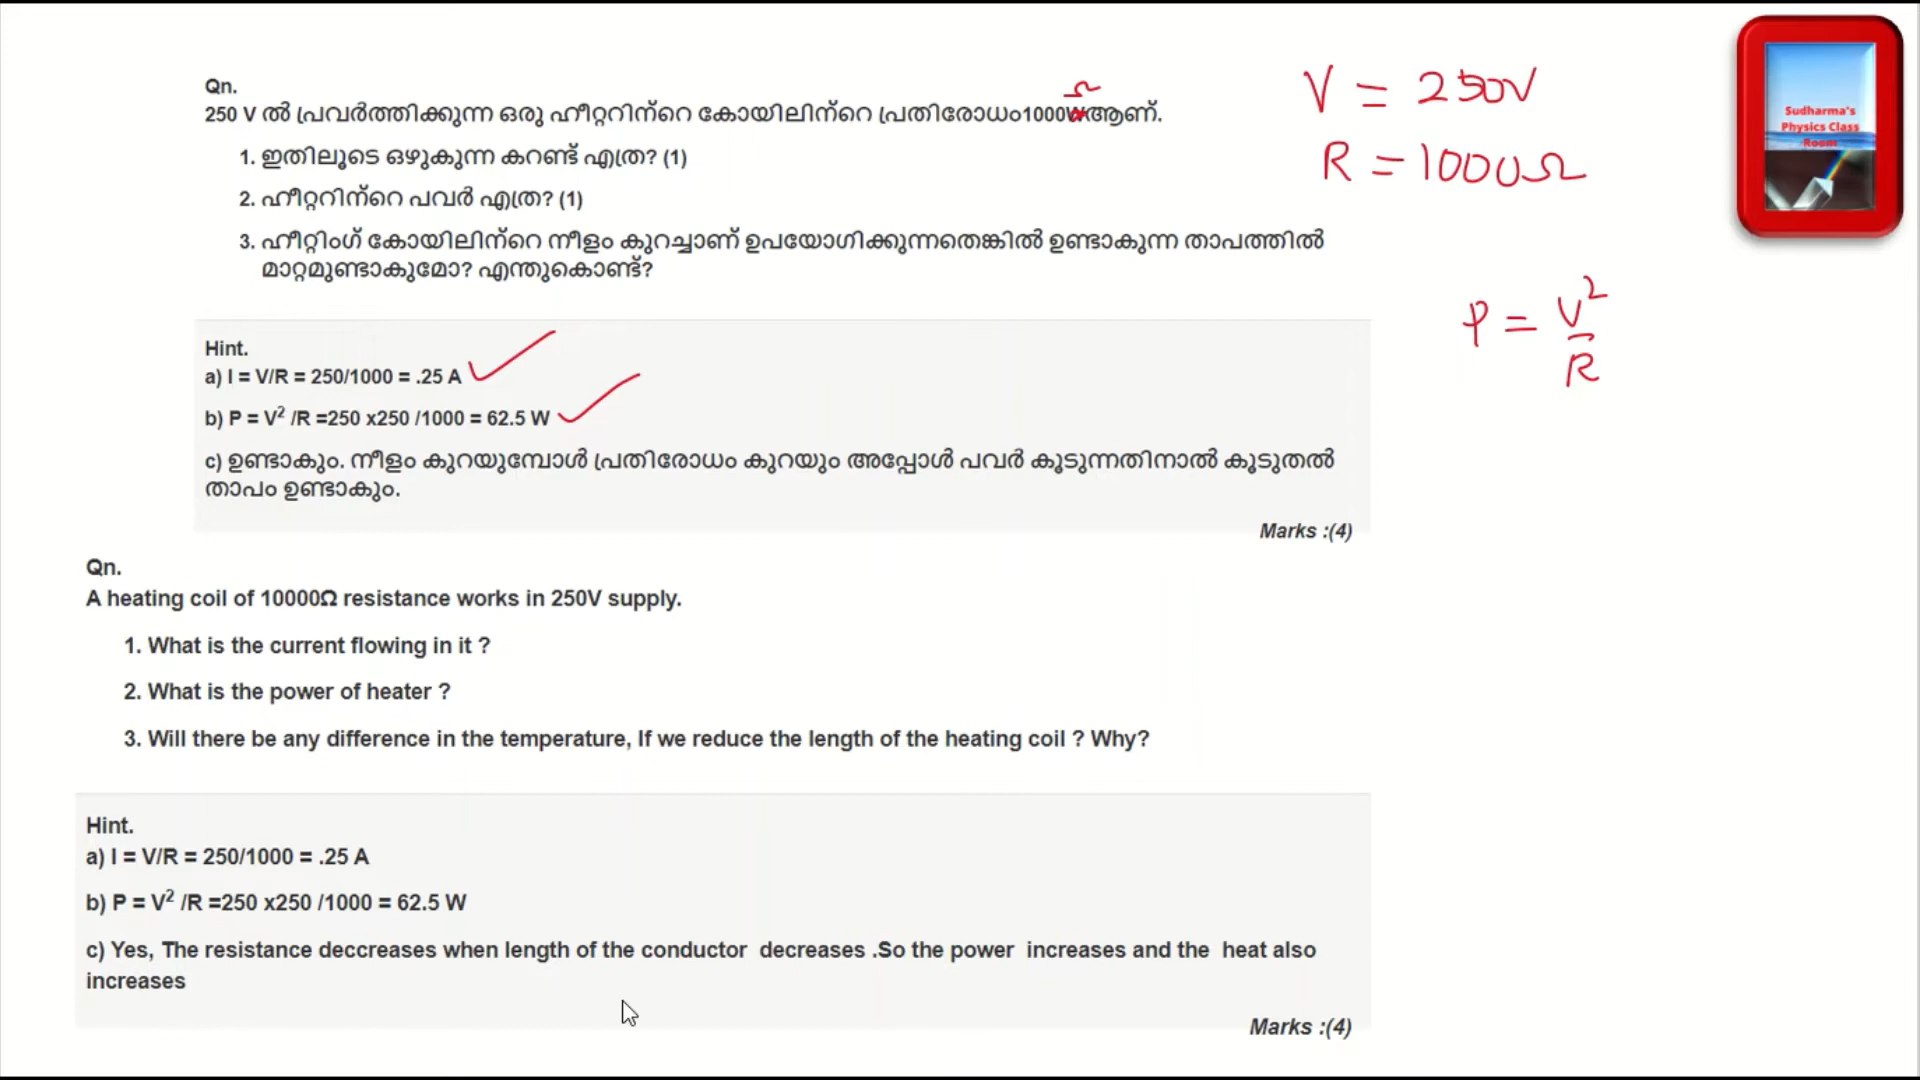 Qn.
250 V ൽ പ്രവർത്തിക്കുന്ന ഒരു ഹീറ്ററിന്റെ കോയിലിന്റെ പ്രതിരോധം1000WΩആണ്.
1. ഇതിലൂടെ ഒഴുകുന്ന കറണ്ട് എത്ര? (1)
2. ഹീറ്ററിന്റെ പവർ എത്ര? (1)
3. ഹീറ്റിംഗ് കോയിലിന്റെ നീളം കുറച്ചാണ് ഉപയോഗിക്കുന്നതെങ്കിൽ ഉണ്ടാകുന്ന താപത്തിൽ
മാറ്റമുണ്ടാകുമോ? എന്തുകൊണ്ട്?
V = 250V
R = 1000Ω
P = V²/R
Sudharma's
Physics Class
Room
Hint.
a) I = V/R = 250/1000 = .25 A
b) P = V² /R =250 x250 /1000 = 62.5 W
c) ഉണ്ടാകും. നീളം കുറയുമ്പോൾ പ്രതിരോധം കുറയും അപ്പോൾ പവർ കൂടുന്നതിനാൽ കൂടുതൽ
താപം ഉണ്ടാകും.
Marks :(4)
Qn.
A heating coil of 10000Ω resistance works in 250V supply.
1. What is the current flowing in it ?
2. What is the power of heater ?
3. Will there be any difference in the temperature, If we reduce the length of the heating coil ? Why?
Hint.
a) I = V/R = 250/1000 = .25 A
b) P = V² /R =250 x250 /1000 = 62.5 W
c) Yes, The resistance deccreases when length of the conductor decreases .So the power increases and the heat also
increases
Marks :(4)